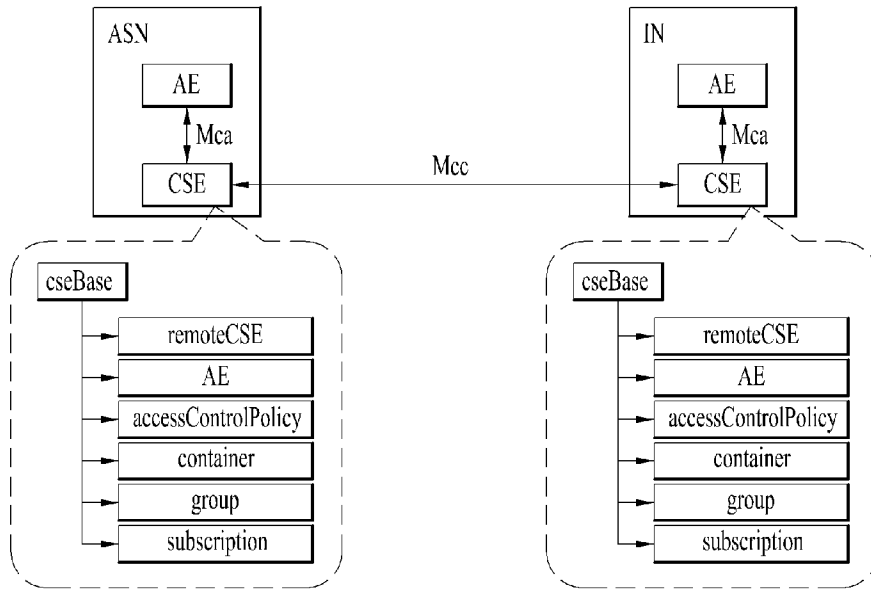 ASN
AE
Mca
CSE
Mcc
IN
AE
Mca
CSE
cseBase
remoteCSE
AE
accessControlPolicy
container
group
subscription
cseBase
remoteCSE
AE
accessControlPolicy
container
group
subscription